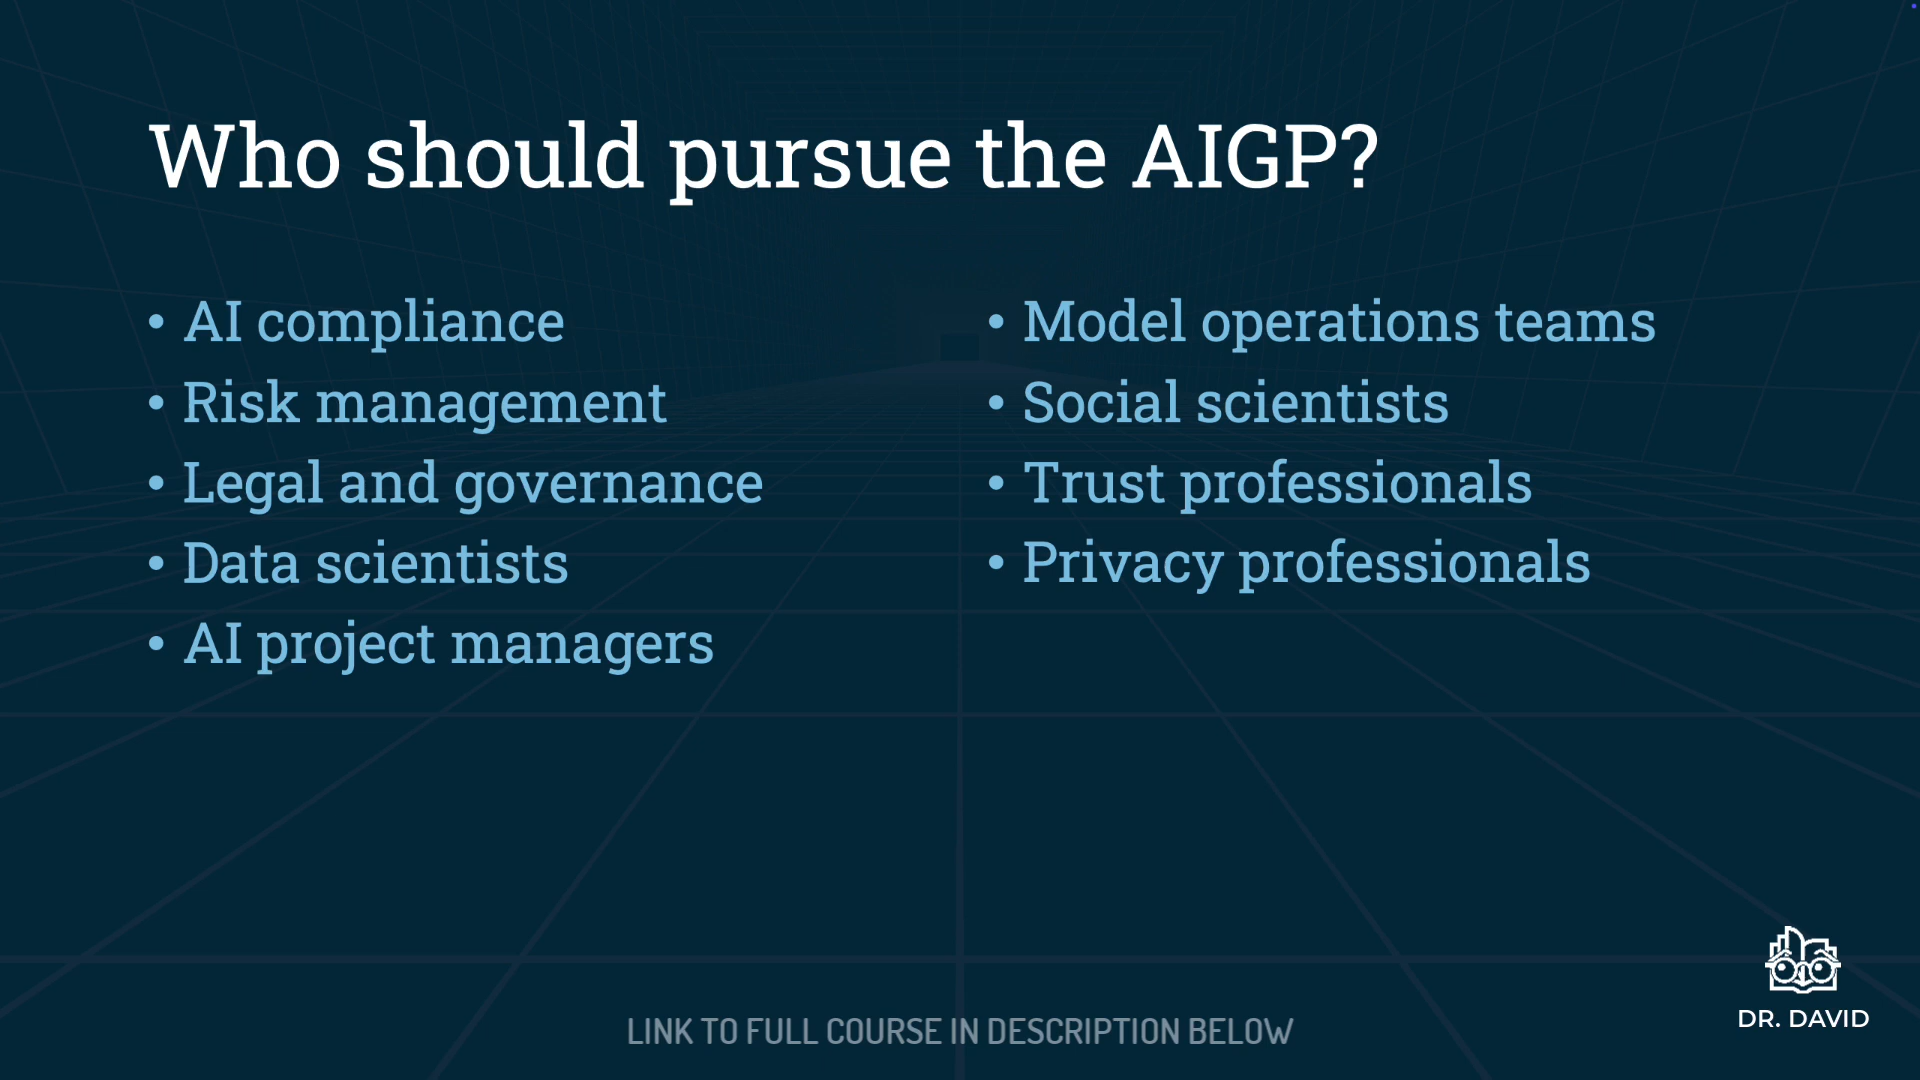 Who should pursue the AIGP?
• AI compliance
• Risk management
• Legal and governance
• Data scientists
• AI project managers
• Model operations teams
• Social scientists
• Trust professionals
• Privacy professionals
LINK TO FULL COURSE IN DESCRIPTION BELOW
DR. DAVID